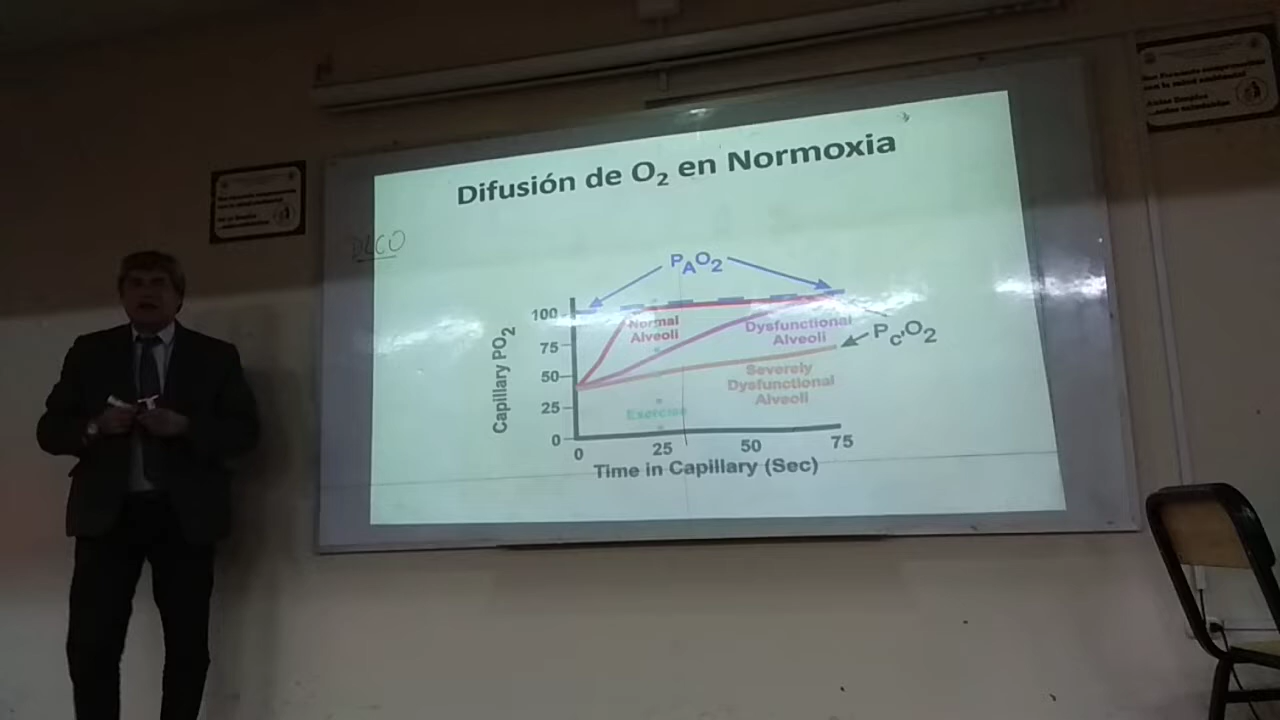 Difusión de O₂ en Normoxia
DLCO
PAO₂
100
75
50
25
0
Capillary PO₂
Normal
Alveoli
Dysfunctional
Alveoli
PC'O₂
Severely
Dysfunctional
Alveoli
Exercise
0
25
50
75
Time in Capillary (Sec)